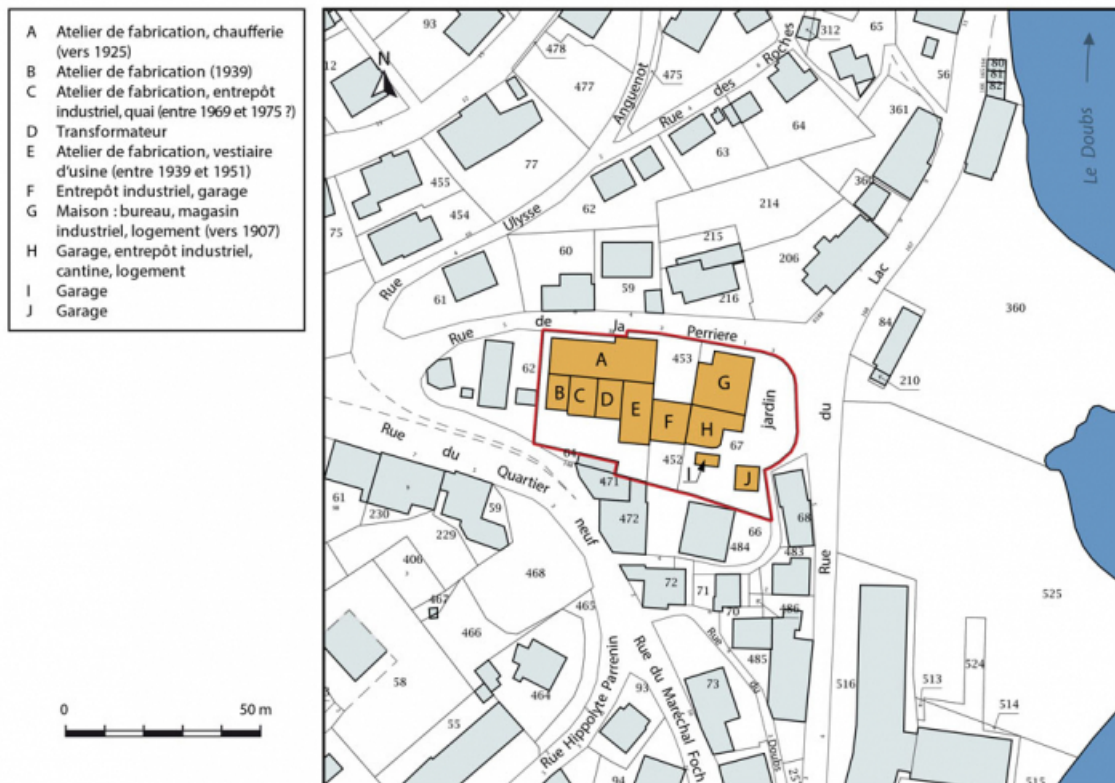 A Atelier de fabrication, chaufferie
(vers 1925)
B Atelier de fabrication (1939)
C Atelier de fabrication, entrepôt
industriel, quai (entre 1969 et 1975 ?)
D Transformateur
E Atelier de fabrication, vestiaire
d'usine (entre 1939 et 1951)
F Entrepôt industriel, garage
G Maison : bureau, magasin
industriel, logement (vers 1907)
H Garage, entrepôt industriel,
cantine, logement
I Garage
J Garage
0 50 m
N
Le Doubs
93
478
477
475
312
65
56
80
81
82
Rue des Roches
Anguenot
Ulysse
Rue
77
455
454
75
63
64
361
62
214
215
216
206
60
59
61
360
84
210
Rue de la Perriere
62
A
B
C
D
E
F
G
H
I
J
453
452
67
jardin
Rue du Lac
Rue du Quartier neuf
471
472
484
66
68
483
61
230
229
59
406
467
466
468
465
464
58
55
72
71
70
486
485
73
93
94
Rue Hippolyte Parrenin
Rue du Maréchal Foch
Rue du Doubs
516
525
524
513
514
515